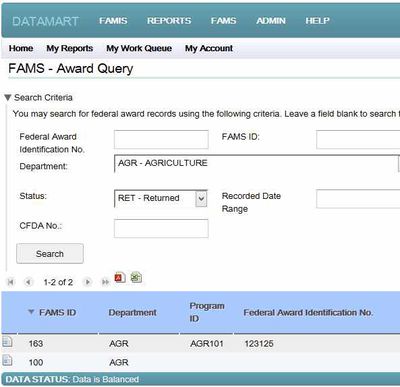 DATAMART FAMIS REPORTS FAMS ADMIN HELP
Home My Reports My Work Queue My Account
FAMS - Award Query
Search Criteria
You may search for federal award records using the following criteria. Leave a field blank to search f
Federal Award Identification No. FAMS ID:
Department: AGR - AGRICULTURE
Status: RET - Returned Recorded Date Range
CFDA No.:
Search
1-2 of 2
FAMS ID Department Program ID Federal Award Identification No.
163 AGR AGR101 123125
100 AGR
DATA STATUS: Data is Balanced